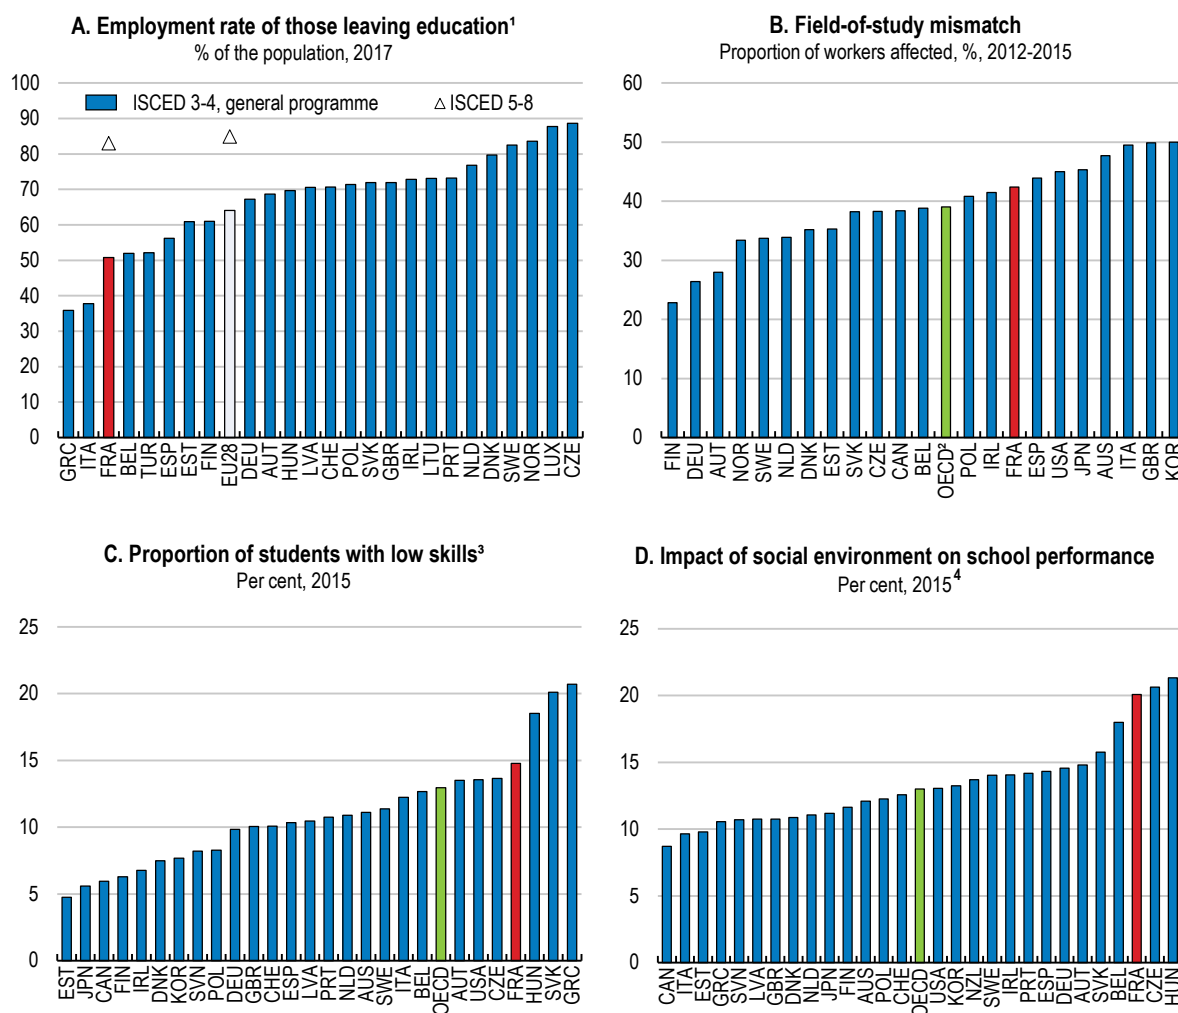 A. Employment rate of those leaving education¹
% of the population, 2017
100
90
80
70
60
50
40
30
20
10
0
ISCED 3-4, general programme
ISCED 5-8
GRC
ITA
FRA
BEL
TUR
ESP
EST
FIN
EU28
DEU
AUT
HUN
LVA
CHE
POL
SVK
GBR
IRL
LTU
PRT
NLD
DNK
SWE
NOR
LUX
CZE
B. Field-of-study mismatch
Proportion of workers affected, %, 2012-2015
60
50
40
30
20
10
0
FIN
DEU
AUT
NOR
SWE
NLD
DNK
EST
SVK
CZE
CAN
BEL
OECD²
POL
IRL
FRA
ESP
USA
JPN
AUS
ITA
GBR
KOR
C. Proportion of students with low skills³
Per cent, 2015
25
20
15
10
5
0
EST
JPN
CAN
FIN
IRL
DNK
KOR
SVN
POL
DEU
GBR
CHE
ESP
LVA
PRT
NLD
AUS
SWE
ITA
BEL
OECD
AUT
USA
CZE
FRA
HUN
SVK
GRC
D. Impact of social environment on school performance
Per cent, 2015⁴
25
20
15
10
5
0
CAN
ITA
EST
GRC
SVN
LVA
GBR
DNK
NLD
JPN
FIN
AUS
POL
CHE
OECD
USA
KOR
NZL
SWE
IRL
PRT
ESP
DEU
AUT
SVK
BEL
FRA
CZE
HUN